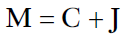 M = C + J